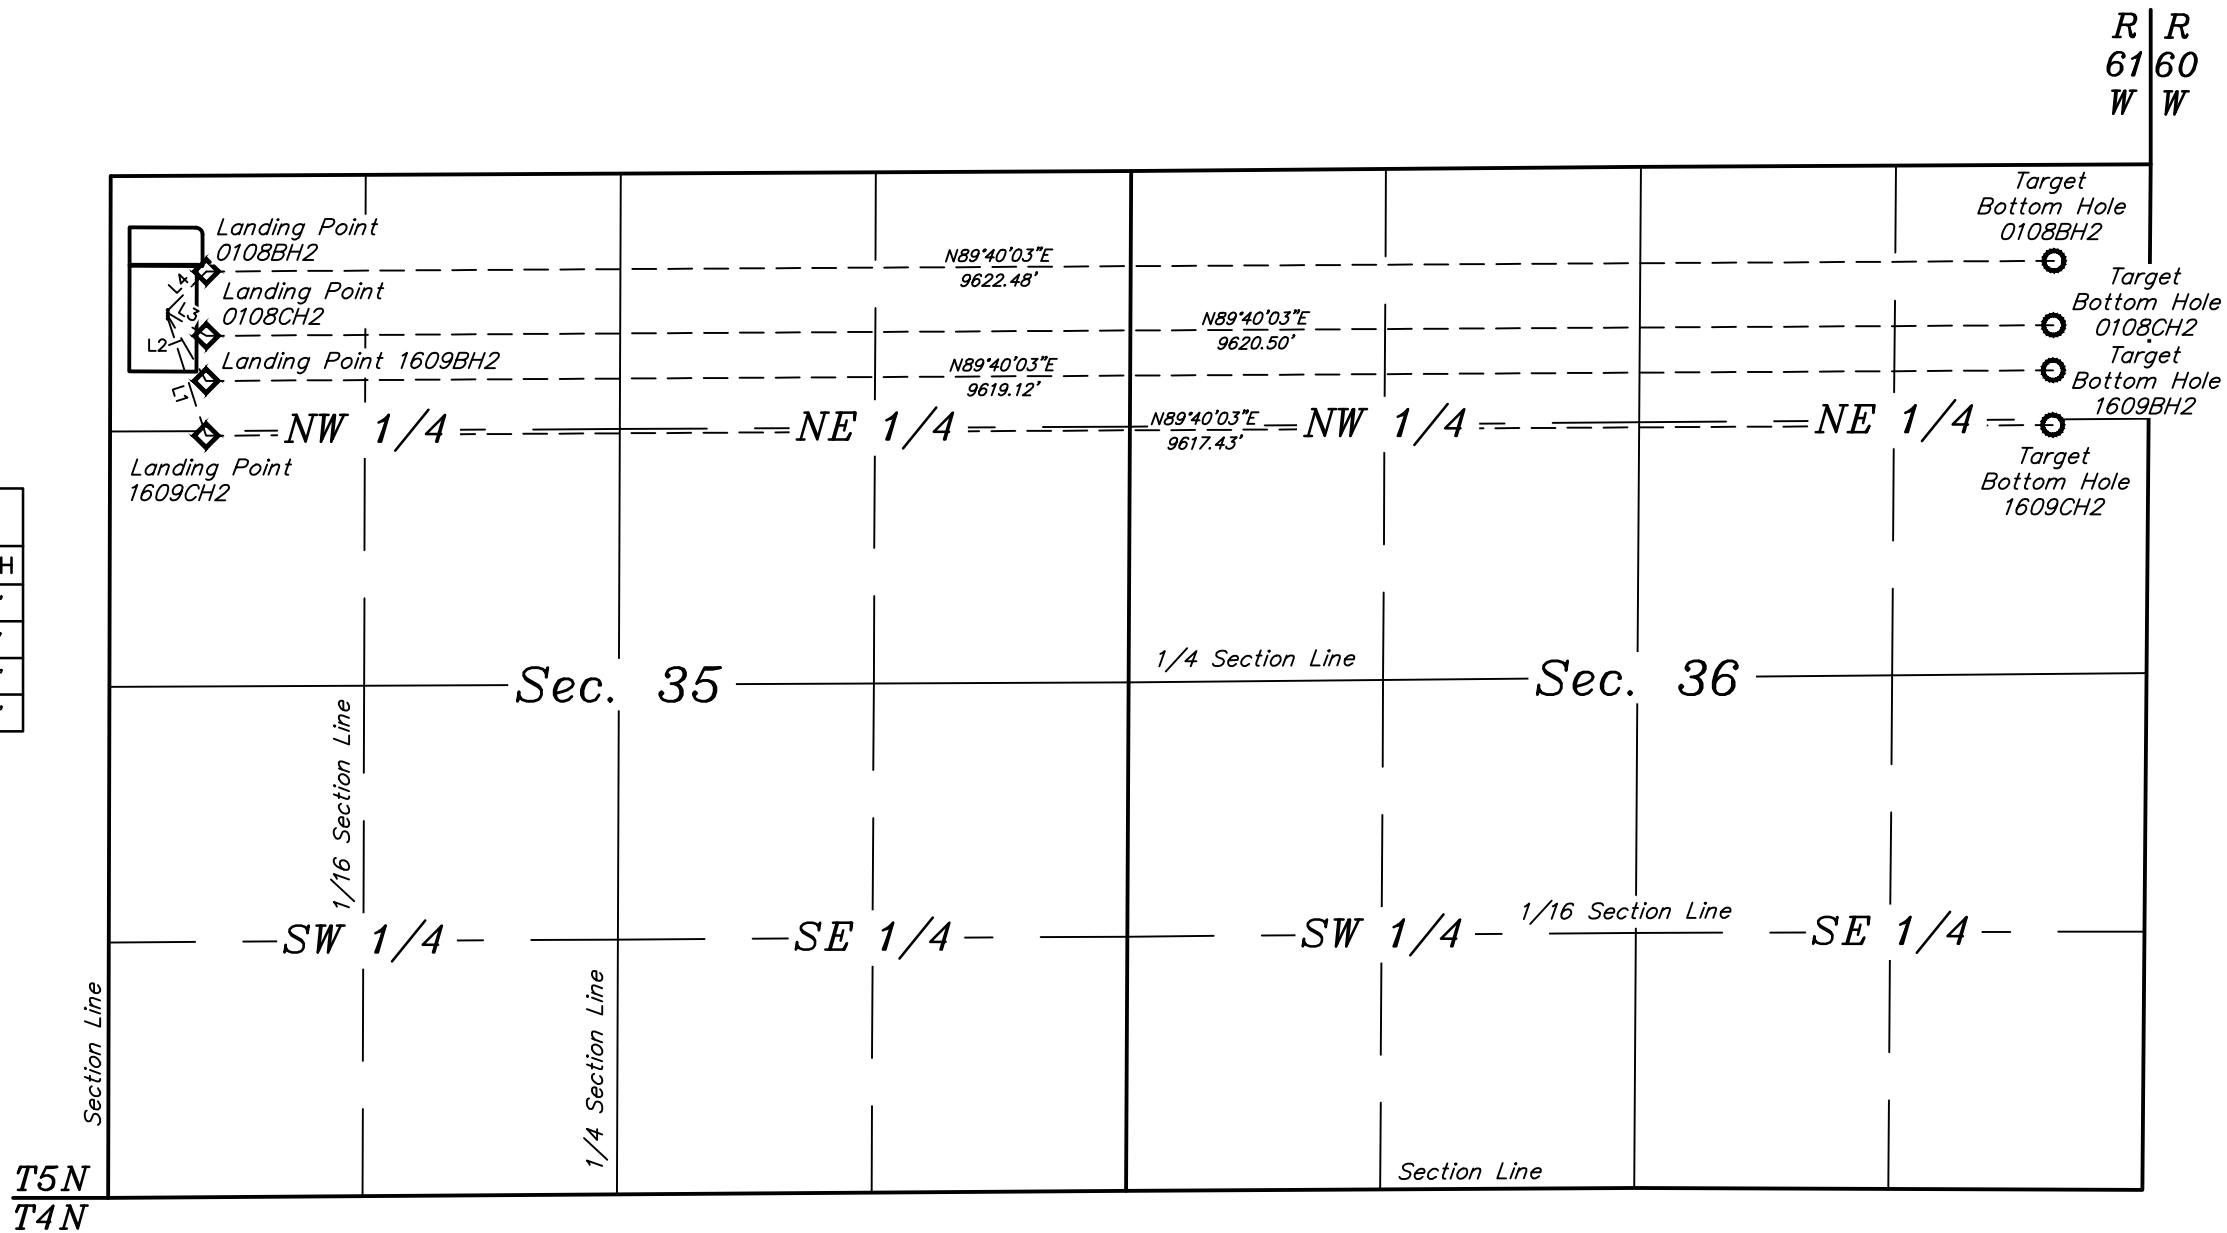 R R
61 60
W W
Target
Bottom Hole
0108BH2
Landing Point
0108BH2
N89°40'03"E
9622.48'
L4
Landing Point
0108CH2
L3
N89°40'03"E
9620.50'
Target
Bottom Hole
0108CH2
L2
Landing Point 1609BH2
N89°40'03"E
9619.12'
Target
Bottom Hole
1609BH2
L1
NW 1/4
NE 1/4
N89°40'03"E
9617.43'
NW 1/4
NE 1/4
Landing Point
1609CH2
Target
Bottom Hole
1609CH2
H
Sec. 35
1/4 Section Line
Sec. 36
1/16 Section Line
SW 1/4
SE 1/4
SW 1/4
1/16 Section Line
SE 1/4
Section Line
1/4 Section Line
Section Line
T5N
T4N